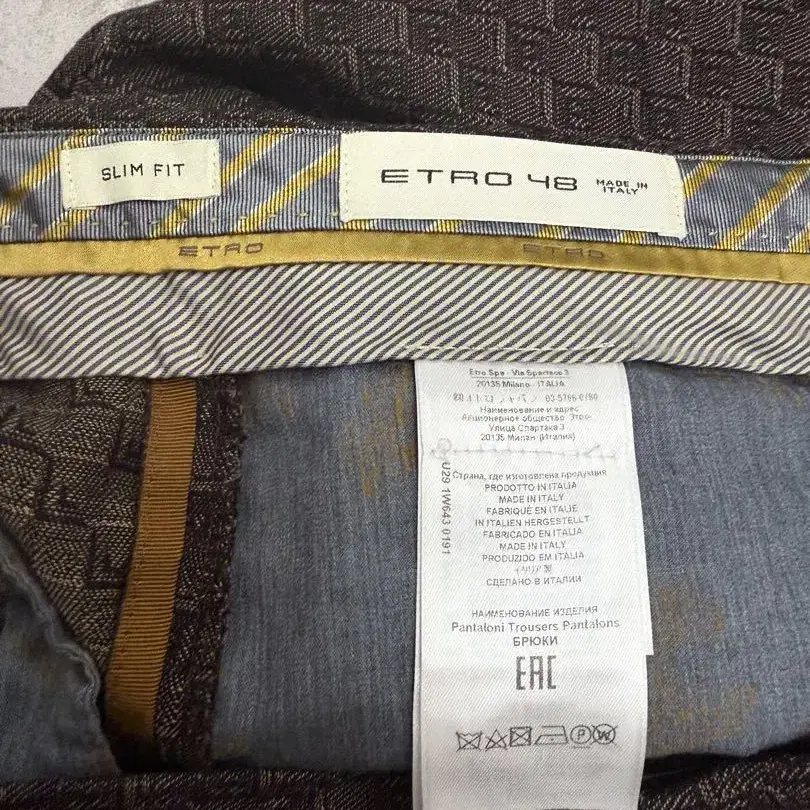 SLIM FIT
ETRO 48 MADE IN
ITALY
ETRO ETRO
Etro Spa - Via Spartaco 3
20135 Milano - ITALIA
Наименование и адрес
Акционерное общество Этро
Улица Спартака 3
20135 Милан (Италия)
U29 1W643 0191
Страна, где изготовлена продукция
PRODOTTO IN ITALIA
MADE IN ITALY
FABRIQUÉ EN ITALIE
IN ITALIEN HERGESTELLT
FABRICADO EN ITALIA
MADE IN ITALY
PRODUZIDO EM ITALIA
СДЕЛАНО В ИТАЛИИ
НАИМЕНОВАНИЕ ИЗДЕЛИЯ
Pantaloni Trousers Pantalons
БРЮКИ
EAC
P W